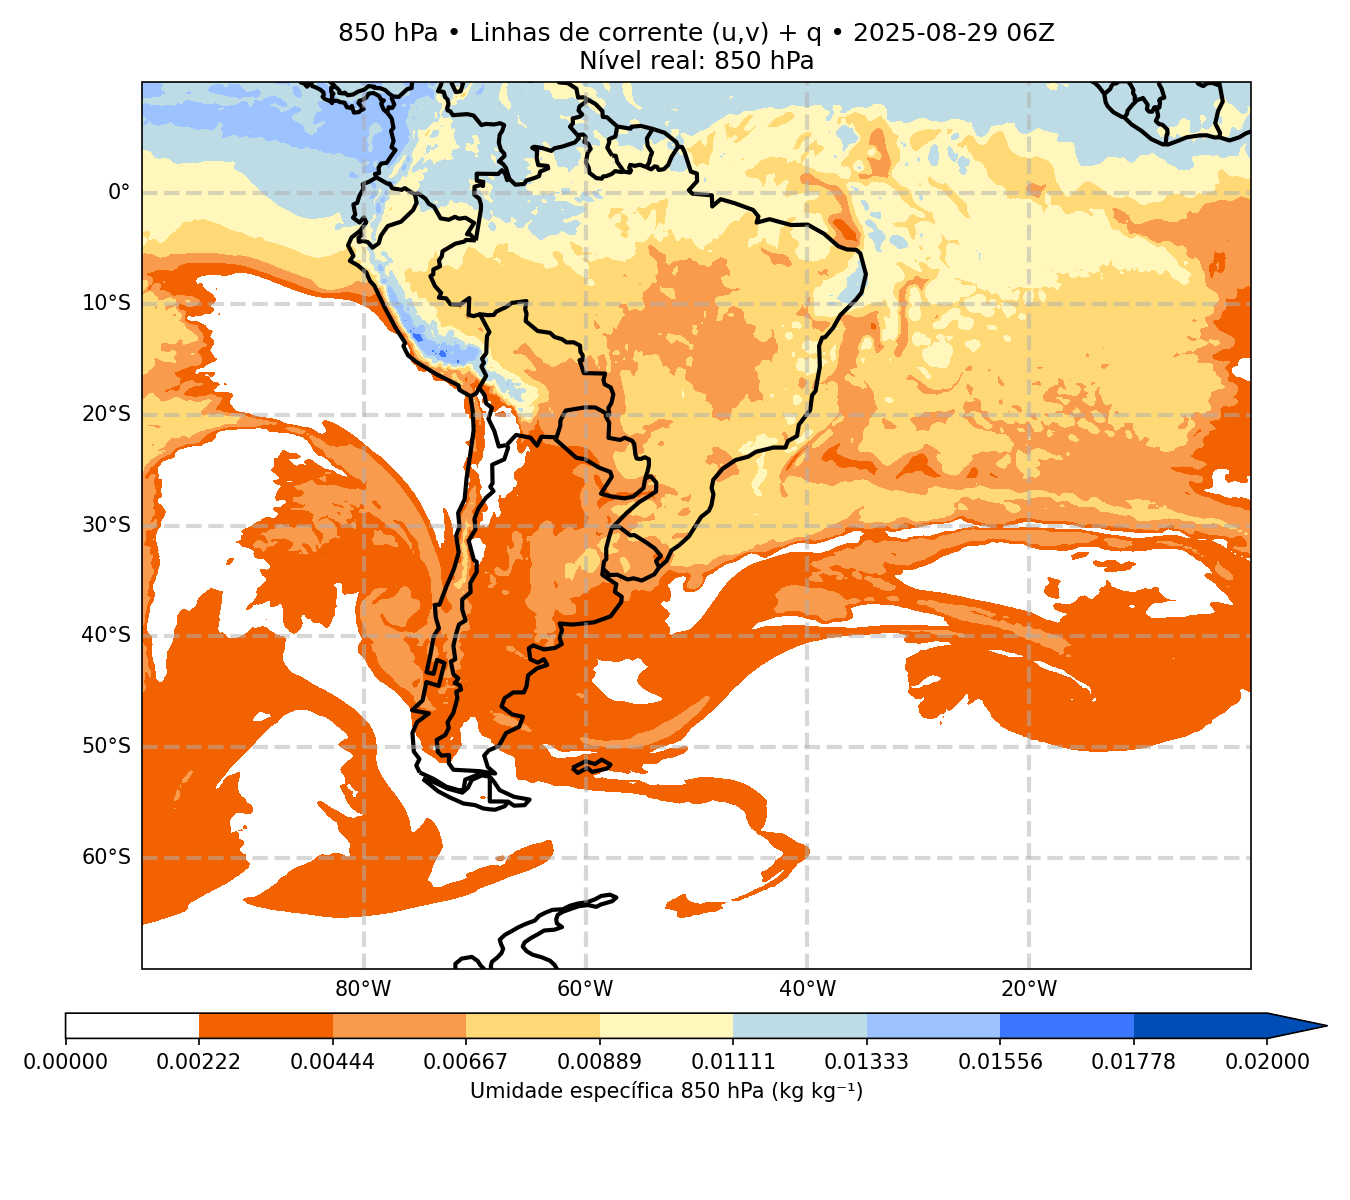 850 hPa • Linhas de corrente (u,v) + q • 2025-08-29 06Z
Nível real: 850 hPa
0°
10°S
20°S
30°S
40°S
50°S
60°S
80°W 60°W 40°W 20°W
0.00000 0.00222 0.00444 0.00667 0.00889 0.01111 0.01333 0.01556 0.01778 0.02000
Umidade específica 850 hPa (kg kg⁻¹)